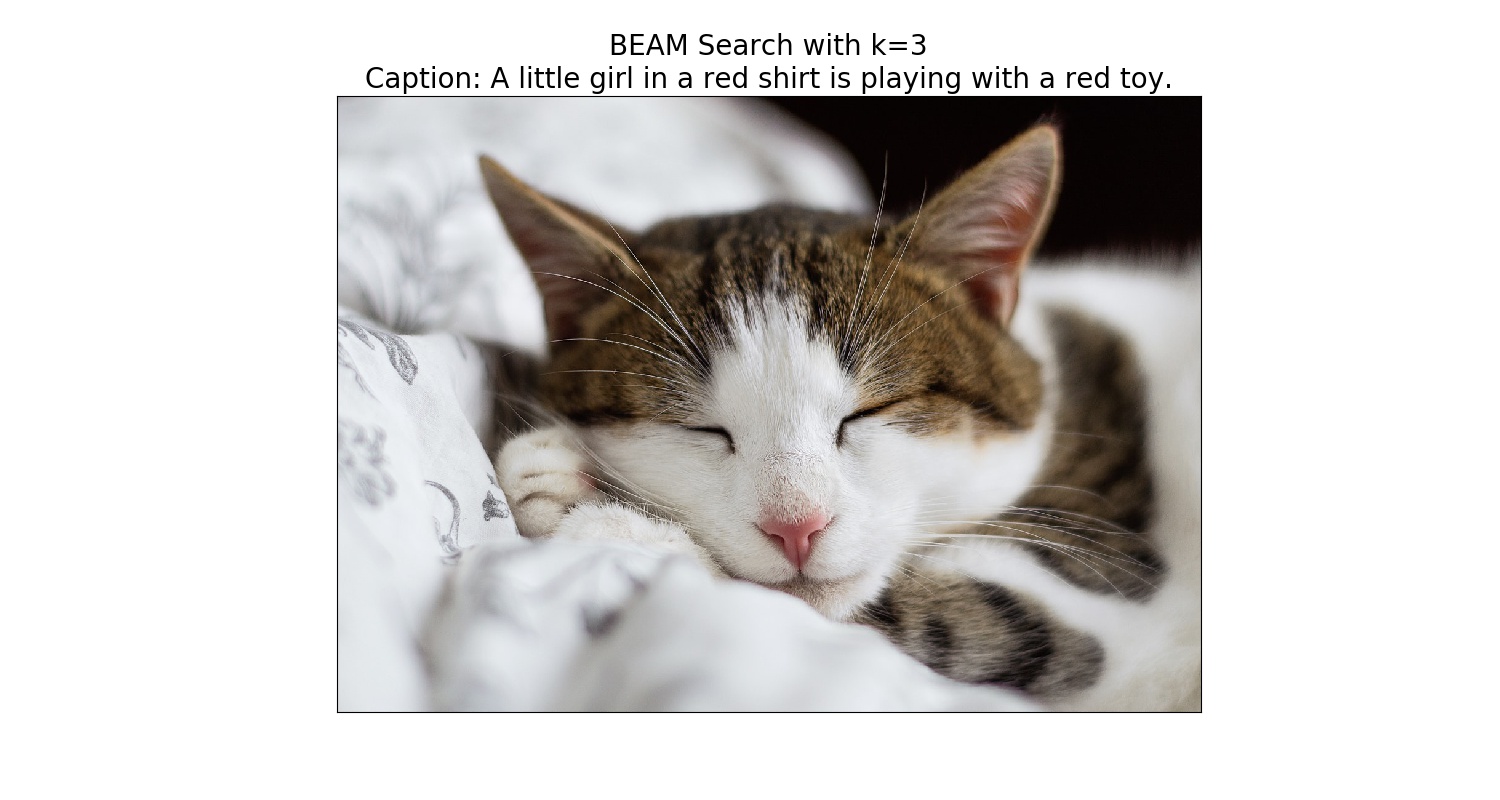 BEAM Search with k=3
Caption: A little girl in a red shirt is playing with a red toy.